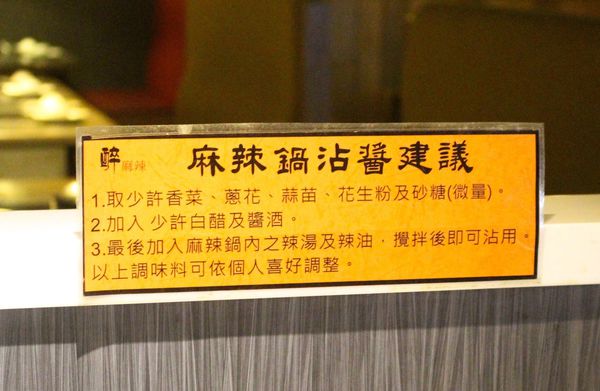 醉麻辣 麻辣鍋沾醬建議
1.取少許香菜、蔥花、蒜苗、花生粉及砂糖(微量)。
2.加入 少許白醋及醬酒。
3.最後加入麻辣鍋內之辣湯及辣油，攪拌後即可沾用。
以上調味料可依個人喜好調整。